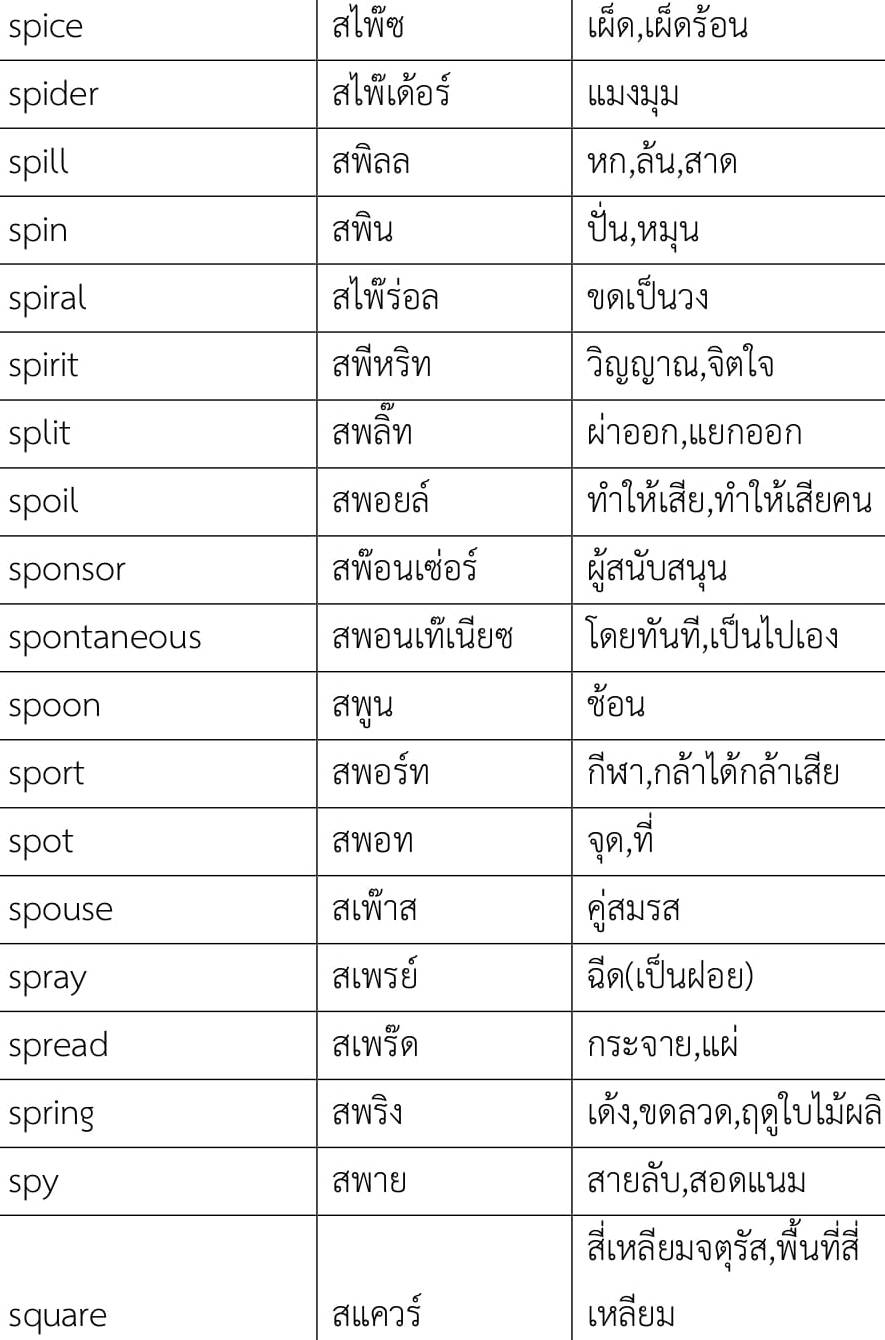 spice สไพ๊ซ เผ็ด,เผ็ดร้อน
spider สไพ๊เด้อร์ แมงมุม
spill สพิลล หก,ล้น,สาด
spin สพิน ปั่น,หมุน
spiral สไพ๊ร่อล ขดเป็นวง
spirit สพีหริท วิญญาณ,จิตใจ
split สพลิ๊ท ผ่าออก,แยกออก
spoil สพอยล์ ทำให้เสีย,ทำให้เสียคน
sponsor สพ๊อนเซ่อร์ ผู้สนับสนุน
spontaneous สพอนเท๊เนียซ โดยทันที,เป็นไปเอง
spoon สพูน ช้อน
sport สพอร์ท กีฬา,กล้าได้กล้าเสีย
spot สพอท จุด,ที่
spouse สเพ๊าส คู่สมรส
spray สเพรย์ ฉีด(เป็นฝอย)
spread สเพร๊ด กระจาย,แผ่
spring สพริง เด้ง,ขดลวด,ฤดูใบไม้ผลิ
spy สพาย สายลับ,สอดแนม
สี่เหลียมจตุรัส,พื้นที่สี่
square สแควร์ เหลียม